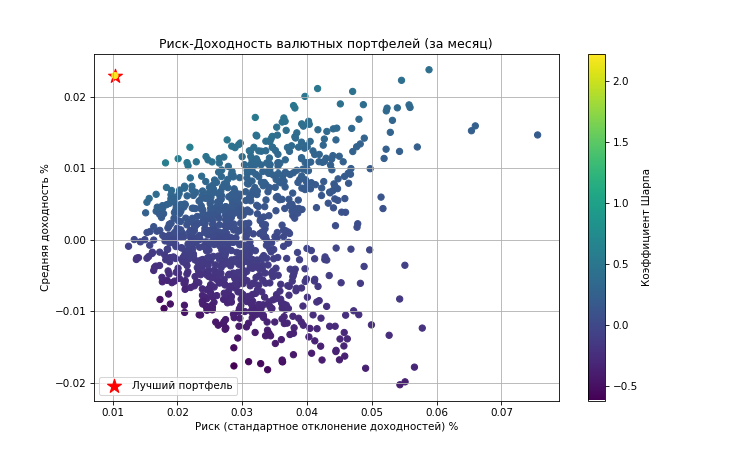 Риск-Доходность валютных портфелей (за месяц)
Средняя доходность %
0.02
0.01
0.00
−0.01
−0.02
Лучший портфель
0.01 0.02 0.03 0.04 0.05 0.06 0.07
Риск (стандартное отклонение доходностей) %
2.0
1.5
1.0
0.5
0.0
−0.5
Коэффициент Шарпа